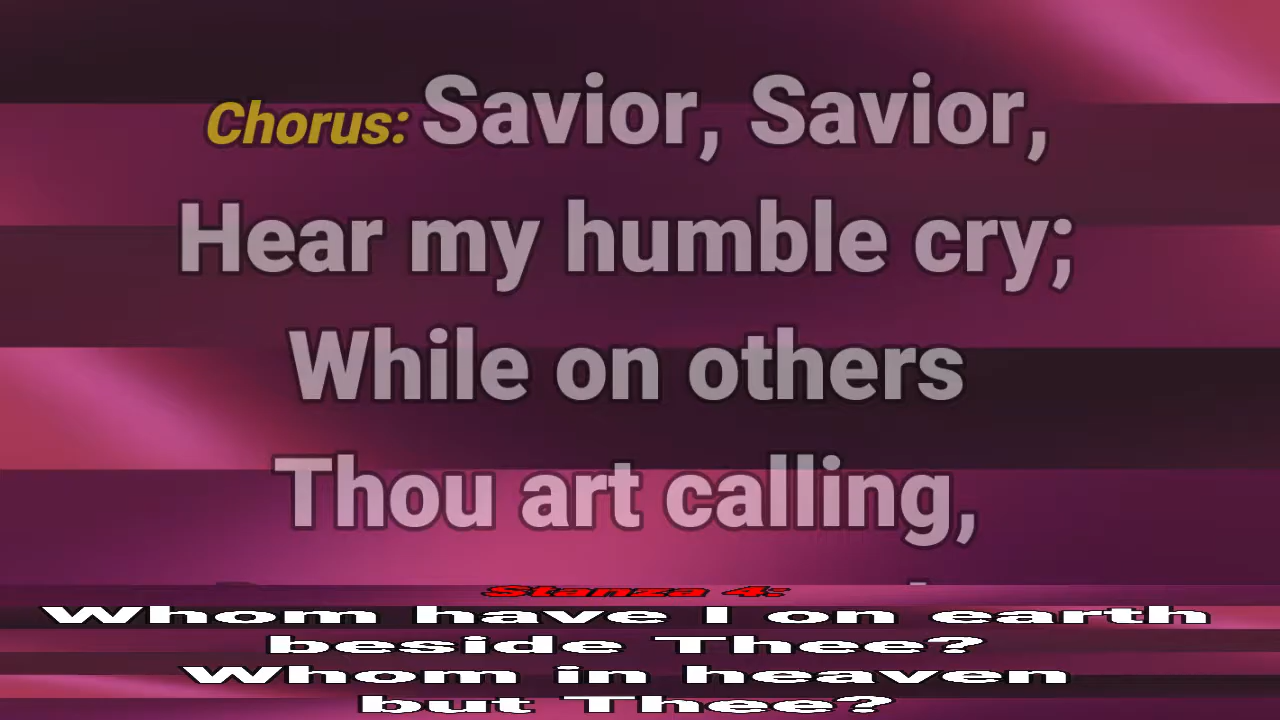 Chorus: Savior, Savior,
Hear my humble cry;
While on others
Thou art calling,
Stanza 4:
Whom have I on earth
beside Thee?
Whom in heaven
but Thee?